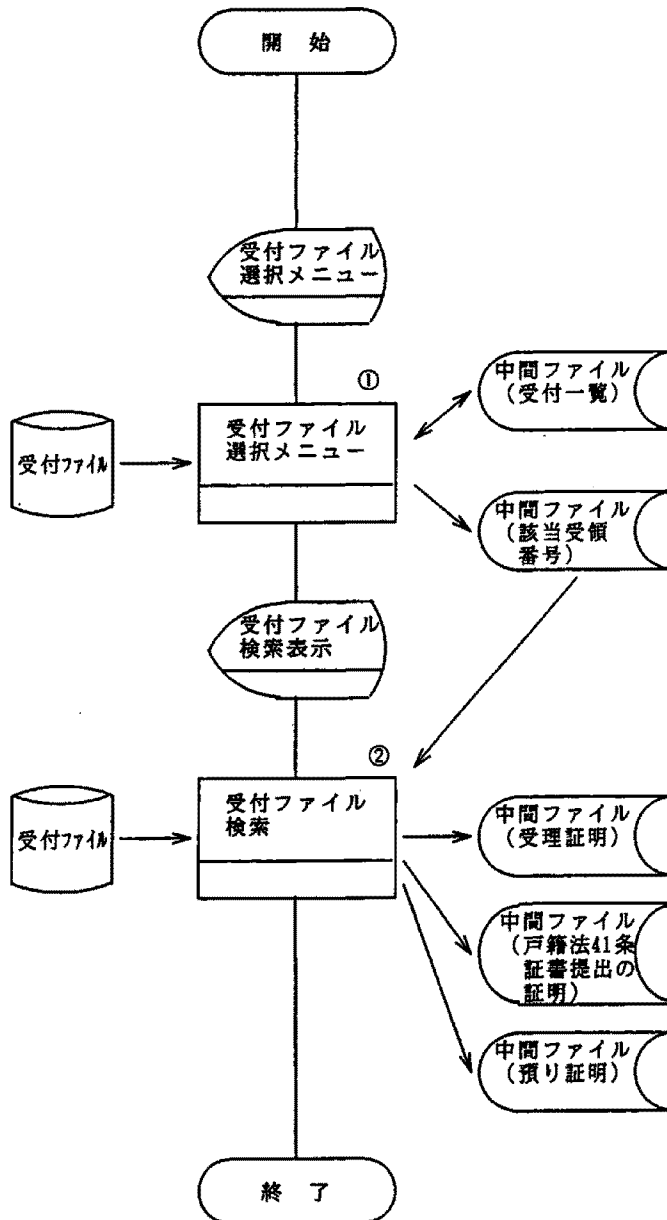 開 始
受付ファイル
選択メニュー
①
受付ファイル
受付ファイル
選択メニュー
中間ファイル
(受付一覧)
中間ファイル
(該当受領
番号)
受付ファイル
検索表示
②
受付ファイル
受付ファイル
検索
中間ファイル
(受理証明)
中間ファイル
(戸籍法41条
証書提出の
証明)
中間ファイル
(預り証明)
終 了